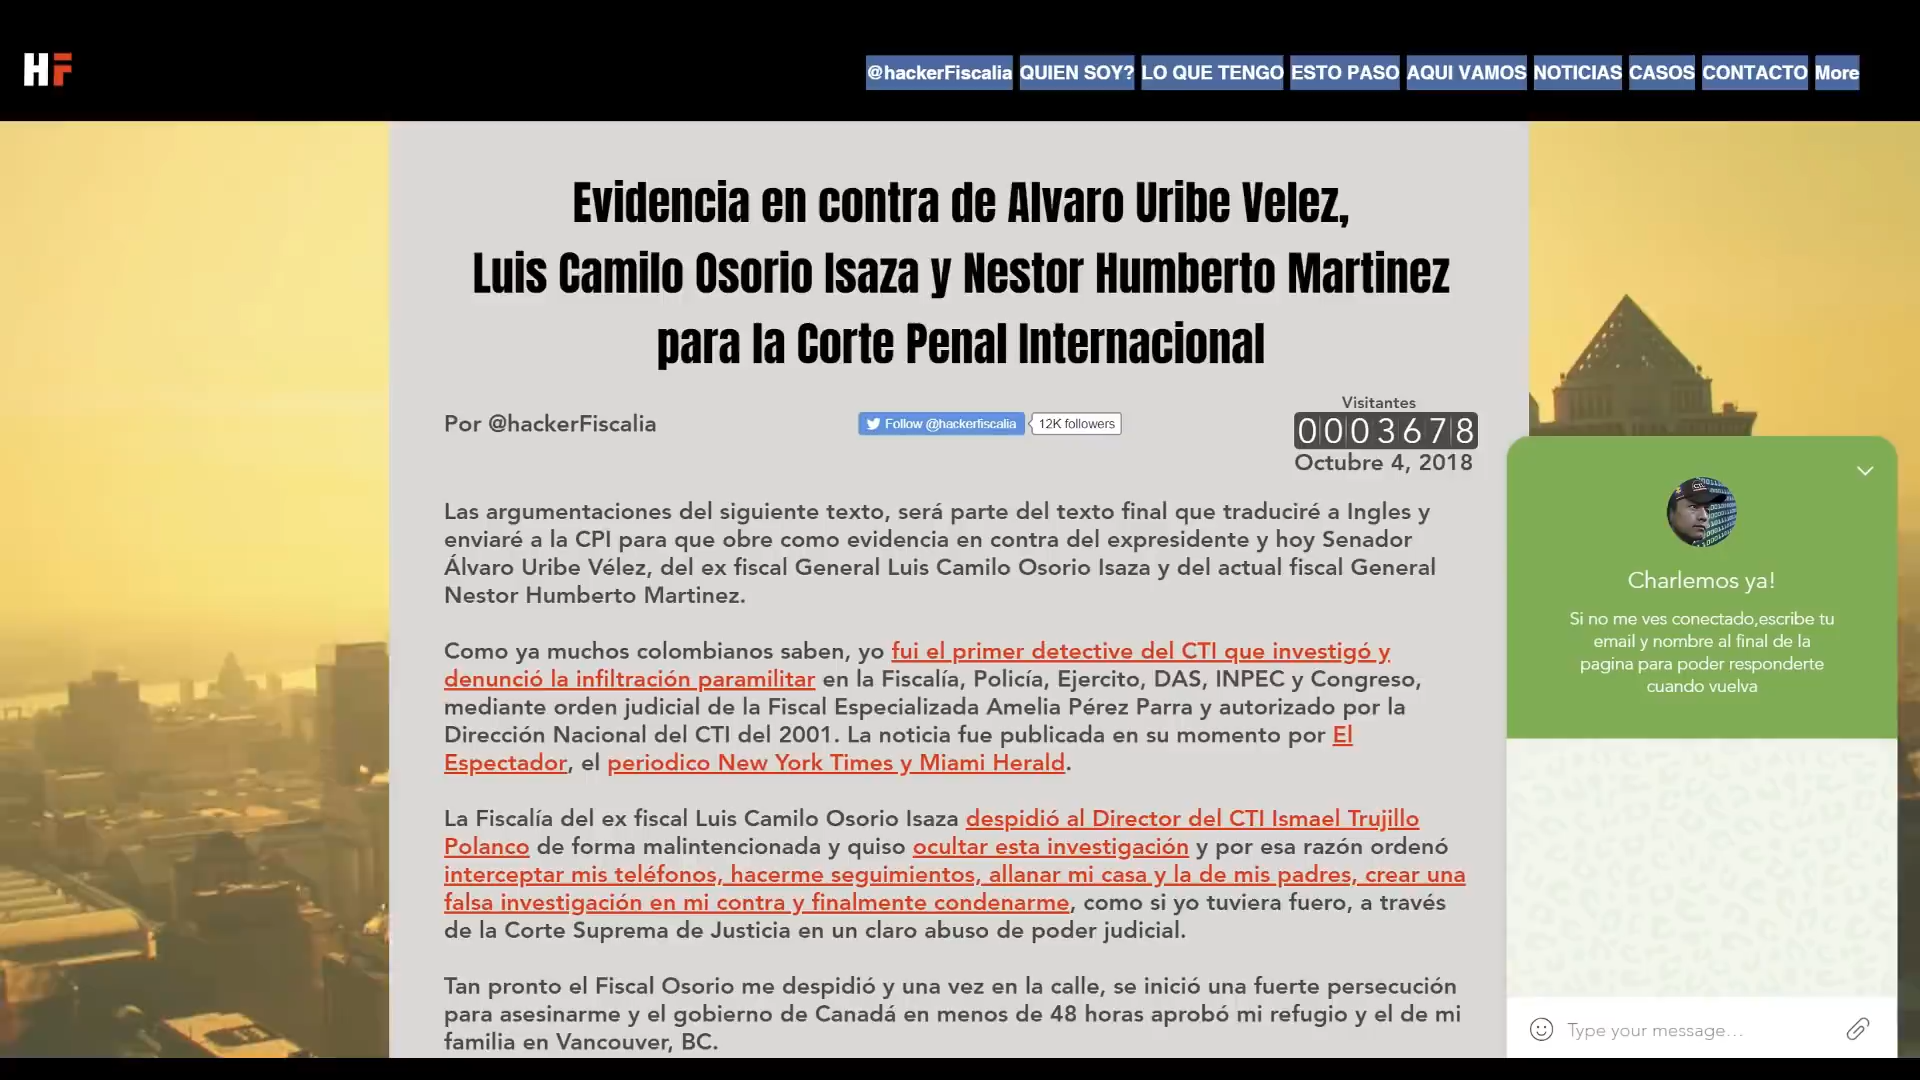 HF
@hackerFiscalia QUIEN SOY? LO QUE TENGO ESTO PASO AQUI VAMOS NOTICIAS CASOS CONTACTO More
Evidencia en contra de Alvaro Uribe Velez,
Luis Camilo Osorio Isaza y Nestor Humberto Martinez
para la Corte Penal Internacional
Por @hackerFiscalia
Follow @hackerfiscalia
12K followers
Visitantes
0003678
Octubre 4, 2018
Las argumentaciones del siguiente texto, será parte del texto final que traduciré a Ingles y
enviaré a la CPI para que obre como evidencia en contra del expresidente y hoy Senador
Álvaro Uribe Vélez, del ex fiscal General Luis Camilo Osorio Isaza y del actual fiscal General
Nestor Humberto Martinez.
Como ya muchos colombianos saben, yo fui el primer detective del CTI que investigó y
denunció la infiltración paramilitar en la Fiscalía, Policía, Ejercito, DAS, INPEC y Congreso,
mediante orden judicial de la Fiscal Especializada Amelia Pérez Parra y autorizado por la
Dirección Nacional del CTI del 2001. La noticia fue publicada en su momento por El
Espectador, el periodico New York Times y Miami Herald.
La Fiscalía del ex fiscal Luis Camilo Osorio Isaza despidió al Director del CTI Ismael Trujillo
Polanco de forma malintencionada y quiso ocultar esta investigación y por esa razón ordenó
interceptar mis teléfonos, hacerme seguimientos, allanar mi casa y la de mis padres, crear una
falsa investigación en mi contra y finalmente condenarme, como si yo tuviera fuero, a través
de la Corte Suprema de Justicia en un claro abuso de poder judicial.
Tan pronto el Fiscal Osorio me despidió y una vez en la calle, se inició una fuerte persecución
para asesinarme y el gobierno de Canadá en menos de 48 horas aprobó mi refugio y el de mi
familia en Vancouver, BC.
Charlemos ya!
Si no me ves conectado,escribe tu
email y nombre al final de la
pagina para poder responderte
cuando vuelva
Type your message...